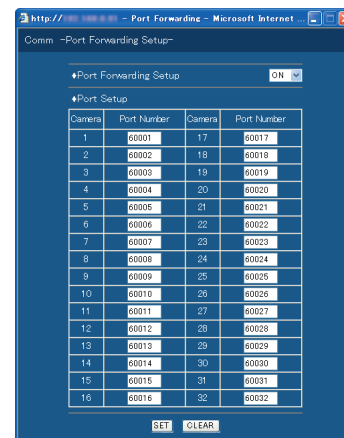 http:// – Port Forwarding – Microsoft Internet ...
Comm -Port Forwarding Setup-
♦Port Forwarding Setup ON
♦Port Setup
Camera Port Number Camera Port Number
1 60001 17 60017
2 60002 18 60018
3 60003 19 60019
4 60004 20 60020
5 60005 21 60021
6 60006 22 60022
7 60007 23 60023
8 60008 24 60024
9 60009 25 60025
10 60010 26 60026
11 60011 27 60027
12 60012 28 60028
13 60013 29 60029
14 60014 30 60030
15 60015 31 60031
16 60016 32 60032
SET CLEAR